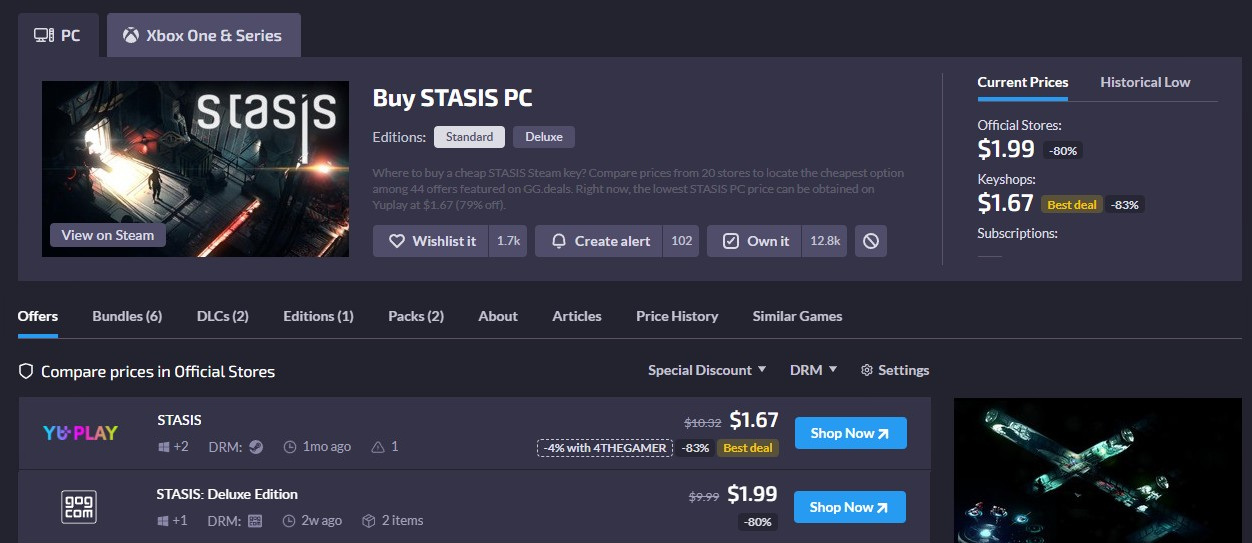 PC
Xbox One & Series
stasis
View on Steam
Buy STASIS PC
Editions: Standard Deluxe
Where to buy a cheap STASIS Steam key? Compare prices from 20 stores to locate the cheapest option
among 44 offers featured on GG.deals. Right now, the lowest STASIS PC price can be obtained on
Yuplay at $1.67 (79% off).
Wishlist it 1.7k Create alert 102 Own it 12.8k
Current Prices Historical Low
Official Stores:
$1.99 -80%
Keyshops:
$1.67 Best deal -83%
Subscriptions:
Offers Bundles (6) DLCs (2) Editions (1) Packs (2) About Articles Price History Similar Games
Compare prices in Official Stores Special Discount DRM Settings
YUPLAY
STASIS
+2 DRM: 1mo ago 1
$10.32 $1.67
-4% with 4THEGAMER -83% Best deal
Shop Now
gog
com
STASIS: Deluxe Edition
+1 DRM: 2w ago 2 items
$9.99 $1.99
-80%
Shop Now